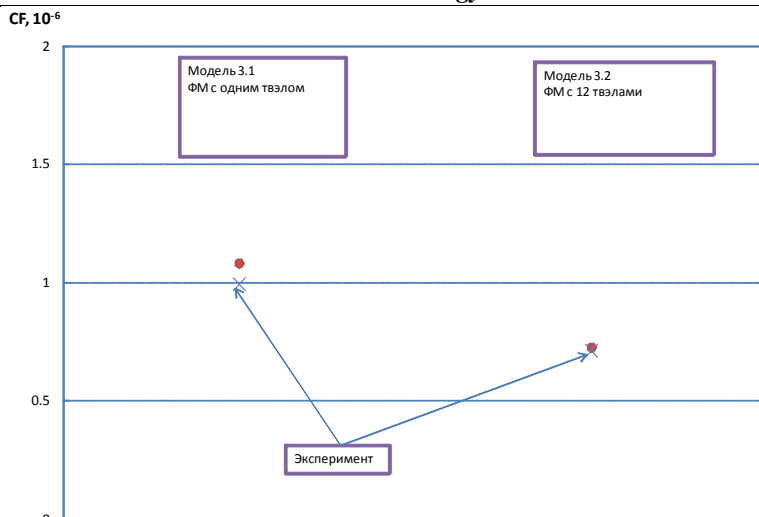 CF, 10⁻⁶
2
Модель 3.1
ФМ с одним твэлом
Модель 3.2
ФМ с 12 твэлами
1.5
1
0.5
Эксперимент